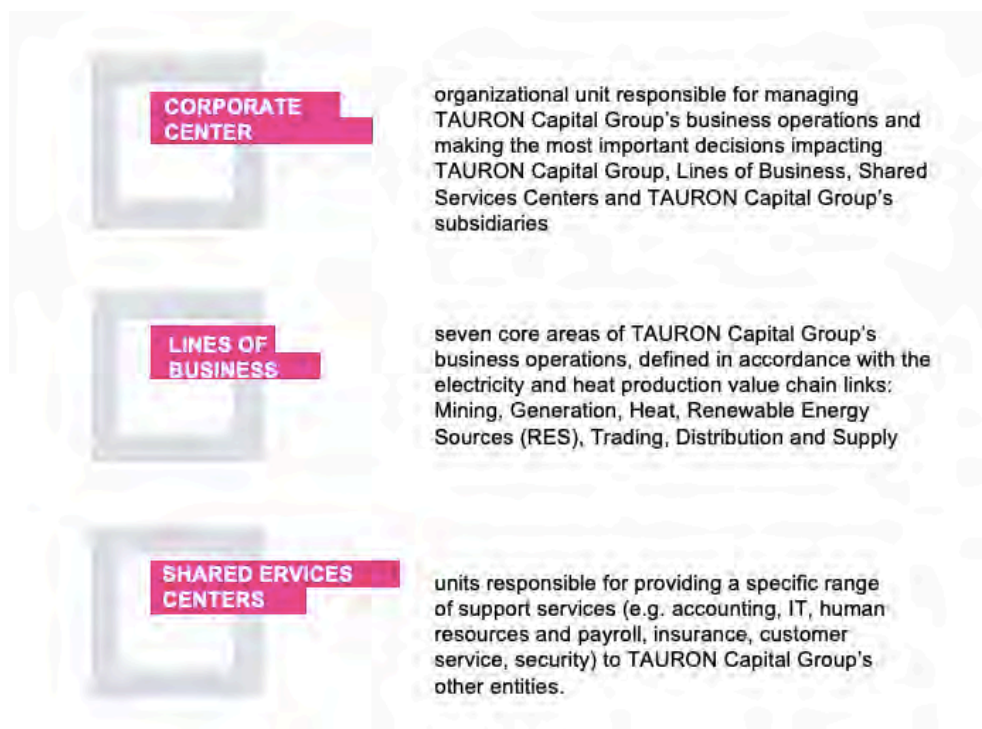 CORPORATE
CENTER
organizational unit responsible for managing
TAURON Capital Group's business operations and
making the most important decisions impacting
TAURON Capital Group, Lines of Business, Shared
Services Centers and TAURON Capital Group's
subsidiaries
LINES OF
BUSINESS
seven core areas of TAURON Capital Group's
business operations, defined in accordance with the
electricity and heat production value chain links:
Mining, Generation, Heat, Renewable Energy
Sources (RES), Trading, Distribution and Supply
SHARED ERVICES
CENTERS
units responsible for providing a specific range
of support services (e.g. accounting, IT, human
resources and payroll, insurance, customer
service, security) to TAURON Capital Group's
other entities.